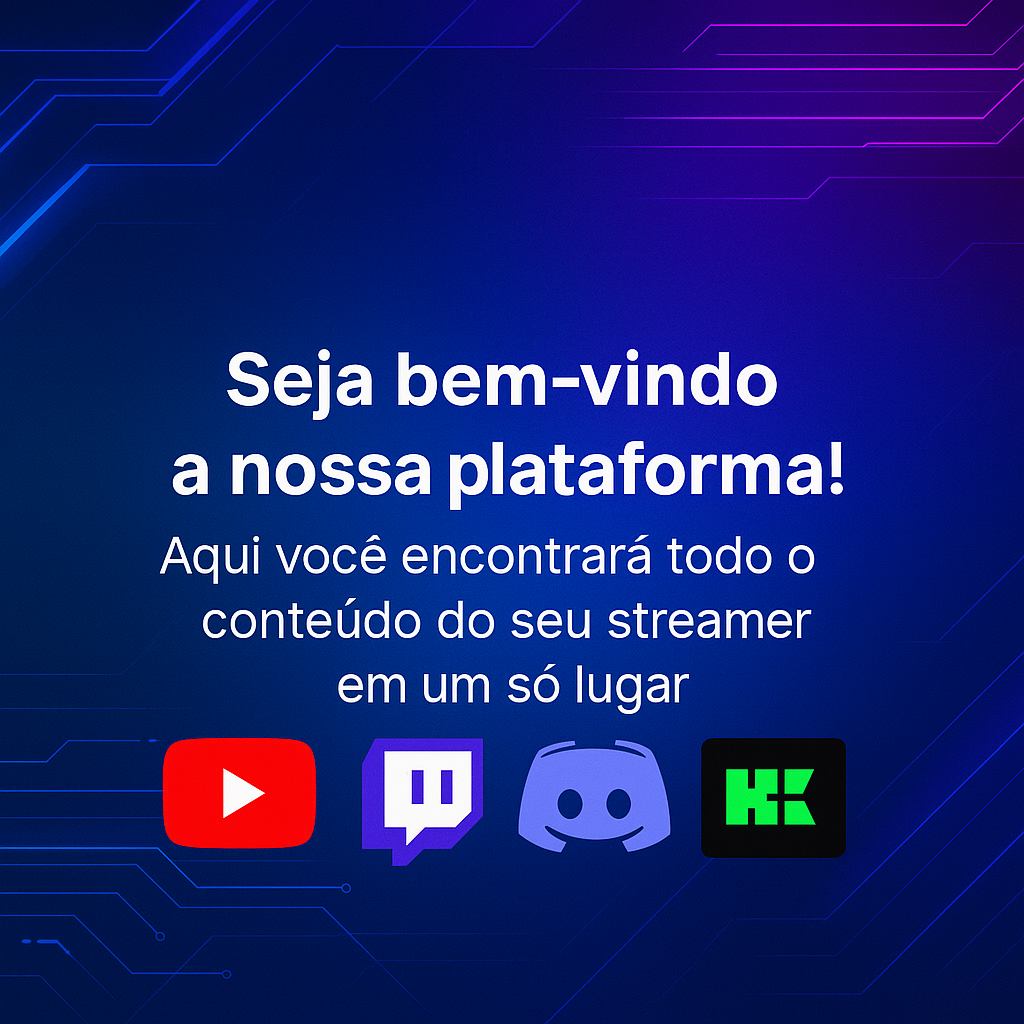 Seja bem-vindo
a nossa plataforma!
Aqui você encontrará todo o
conteúdo do seu streamer
em um só lugar